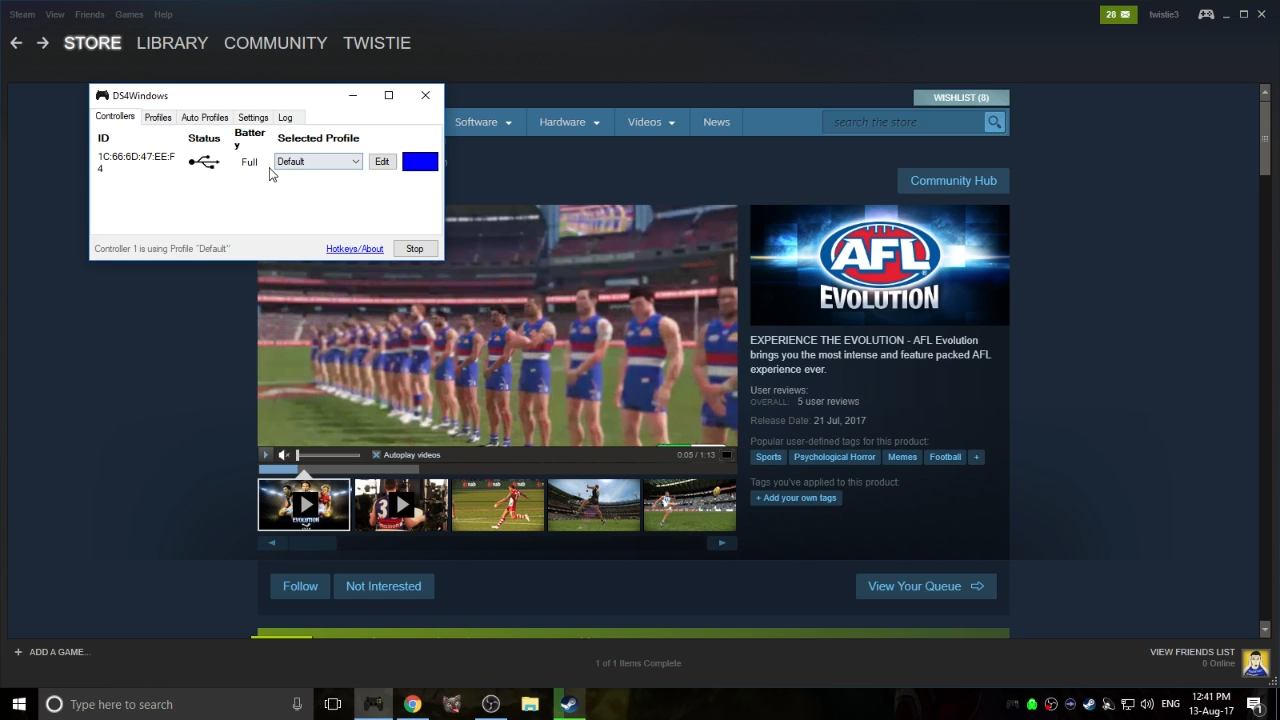 Steam View Friends Games Help
28
twistie3
STORE LIBRARY COMMUNITY TWISTIE
WISHLIST (8)
Software Hardware Videos News
search the store
DS4Windows
Controllers Profiles Auto Profiles Settings Log
ID Status Batter
y Selected Profile
1C:66:6D:47:EE:F
4
Full Default Edit
Controller 1 is using Profile "Default"
Hotkeys/About Stop
Community Hub
AFL
EVOLUTION
EXPERIENCE THE EVOLUTION - AFL Evolution
brings you the most intense and feature packed AFL
experience ever.
User reviews:
OVERALL: 5 user reviews
Release Date: 21 Jul, 2017
Popular user-defined tags for this product:
Sports Psychological Horror Memes Football +
Tags you've applied to this product:
+ Add your own tags
Autoplay videos
0:05 / 1:13
EVOLUTION
3
Follow Not Interested
View Your Queue
+ ADD A GAME...
1 of 1 Items Complete
VIEW FRIENDS LIST
0 Online
Type here to search
ENG
12:41 PM
13-Aug-17
1